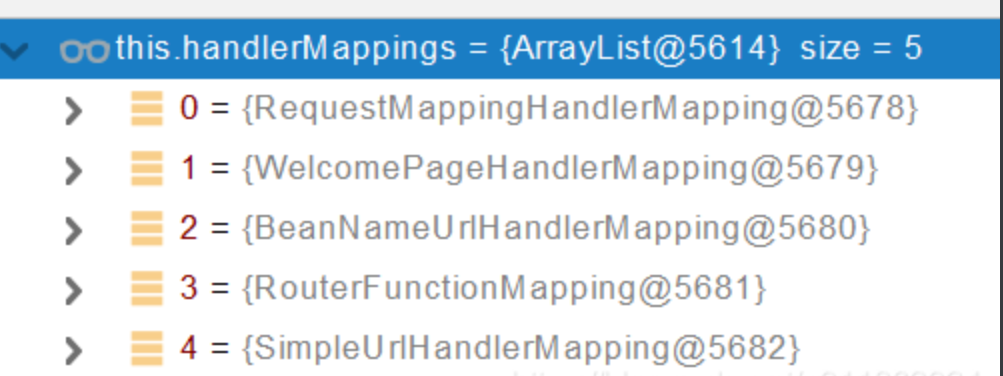 this.handlerMappings = {ArrayList@5614} size = 5
0 = {RequestMappingHandlerMapping@5678}
1 = {WelcomePageHandlerMapping@5679}
2 = {BeanNameUrlHandlerMapping@5680}
3 = {RouterFunctionMapping@5681}
4 = {SimpleUrlHandlerMapping@5682}